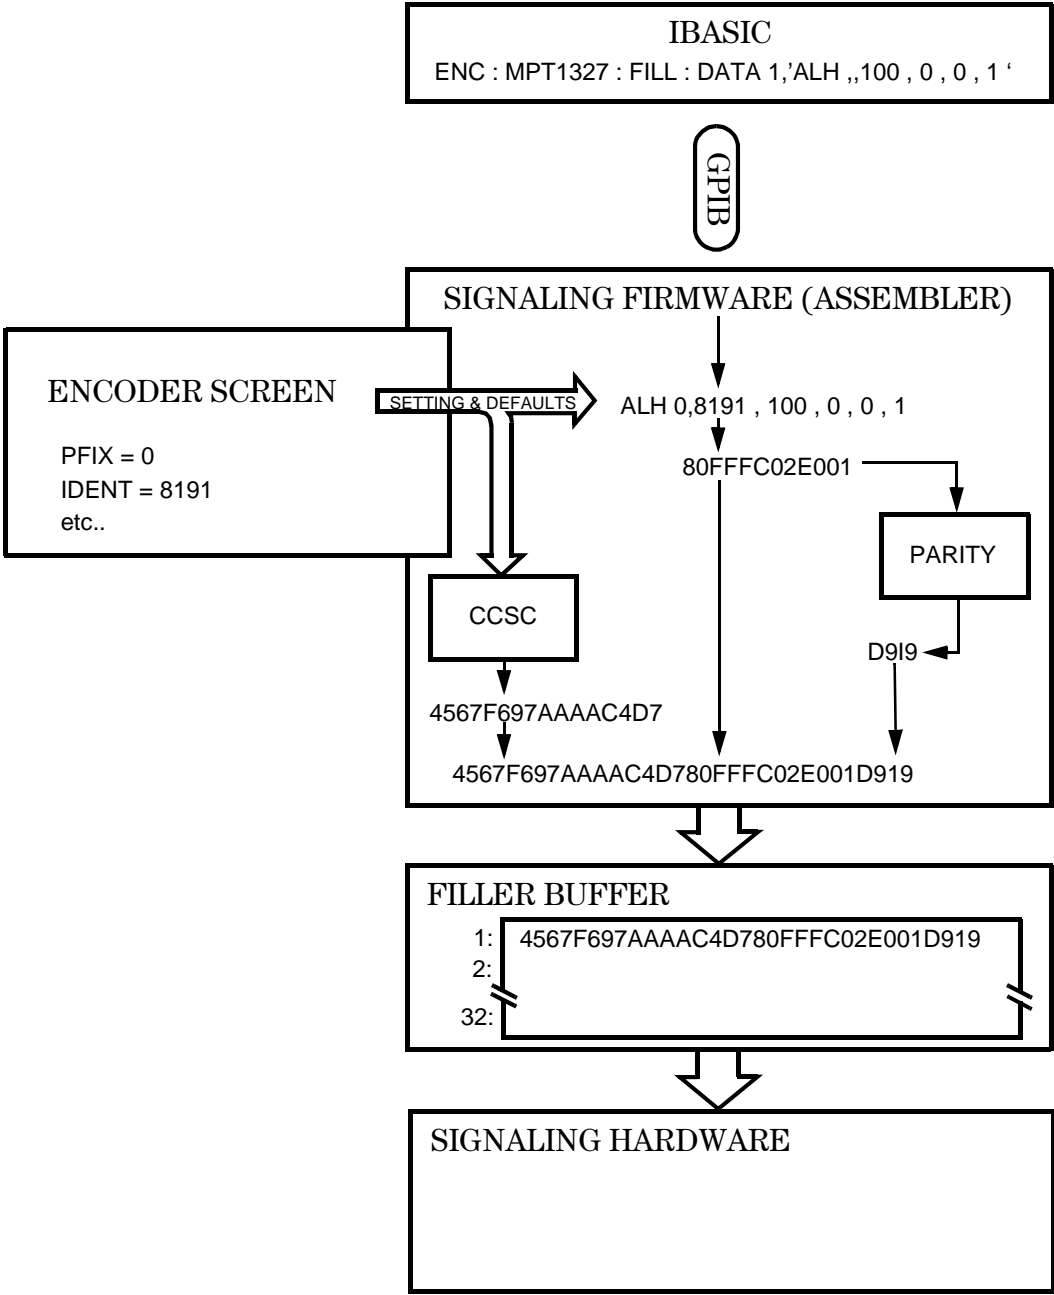 IBASIC
ENC : MPT1327 : FILL : DATA 1,’ALH ,,100 , 0 , 0 , 1 ‘
GPIB
SIGNALING FIRMWARE (ASSEMBLER)
ENCODER SCREEN
PFIX = 0
IDENT = 8191
etc..
SETTING & DEFAULTS
ALH 0,8191 , 100 , 0 , 0 , 1
80FFFC02E001
PARITY
CCSC
D9I9
4567F697AAAAC4D7
4567F697AAAAC4D780FFFC02E001D919
FILLER BUFFER
1: 4567F697AAAAC4D780FFFC02E001D919
2:
32:
SIGNALING HARDWARE